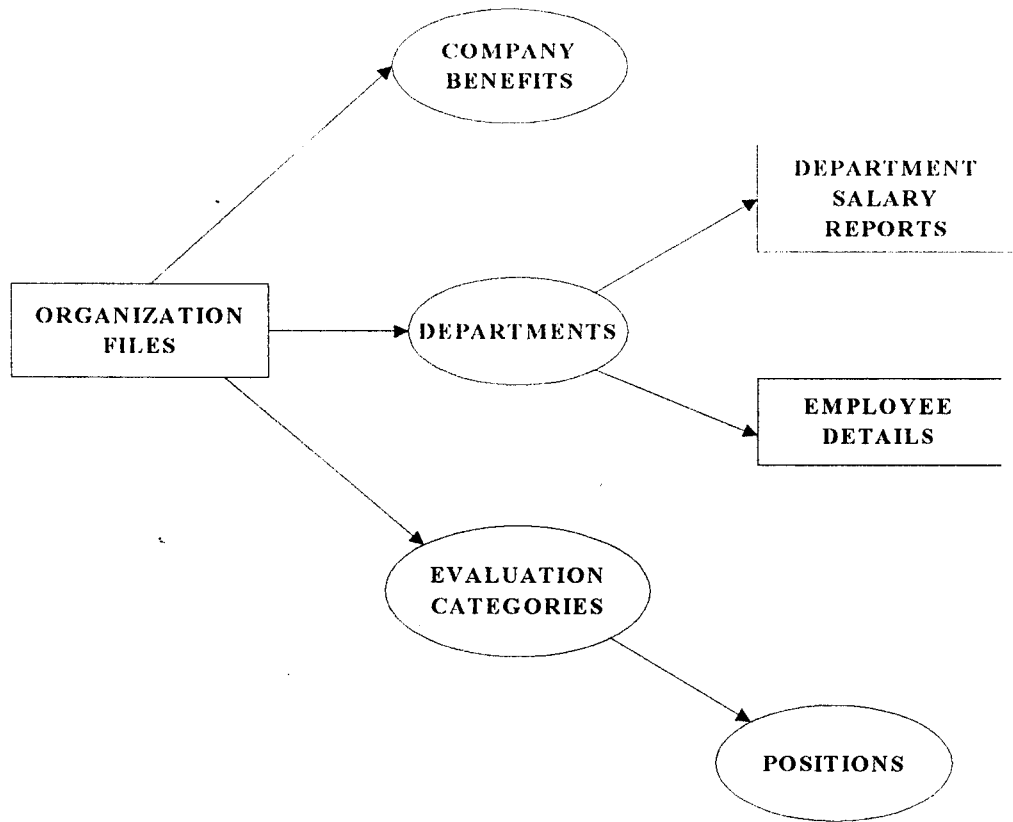 COMPANY
BENEFITS
DEPARTMENT
SALARY
REPORTS
ORGANIZATION
FILES
DEPARTMENTS
EMPLOYEE
DETAILS
EVALUATION
CATEGORIES
POSITIONS